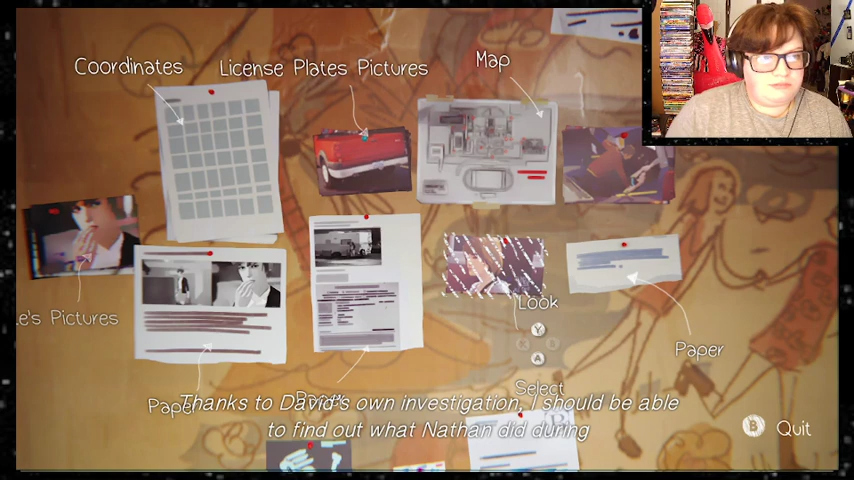 Coordinates
License Plates Pictures
Map
e's Pictures
Look
Y
A
Select
Paper
Paper
Thanks to David's own investigation, I should be able
to find out what Nathan did during
B Quit